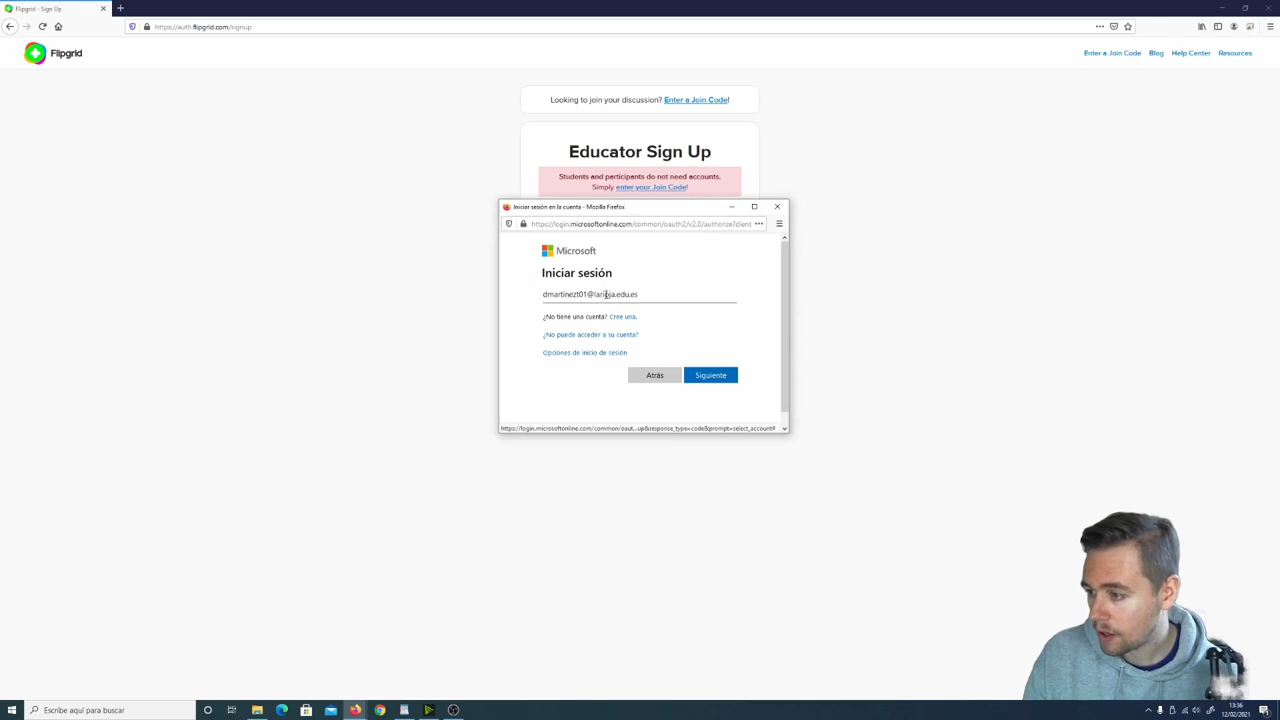 Flipgrid - Sign Up
https://auth.flipgrid.com/signup
Flipgrid
Enter a Join Code
Blog
Help Center
Resources
Looking to join your discussion? Enter a Join Code!
Educator Sign Up
Students and participants do not need accounts.
Simply enter your Join Code!
Iniciar sesión en la cuenta - Mozilla Firefox
https://login.microsoftonline.com/common/oauth2/v2.0/authorize?client
Microsoft
Iniciar sesión
dmartinezt01@larioja.edu.es
¿No tiene una cuenta? Cree una.
¿No puede acceder a su cuenta?
Opciones de inicio de sesión
Atrás
Siguiente
https://login.microsoftonline.com/common/oaut...up&response_type=code&prompt=select_account#
Escribe aquí para buscar
13:36
12/02/2021